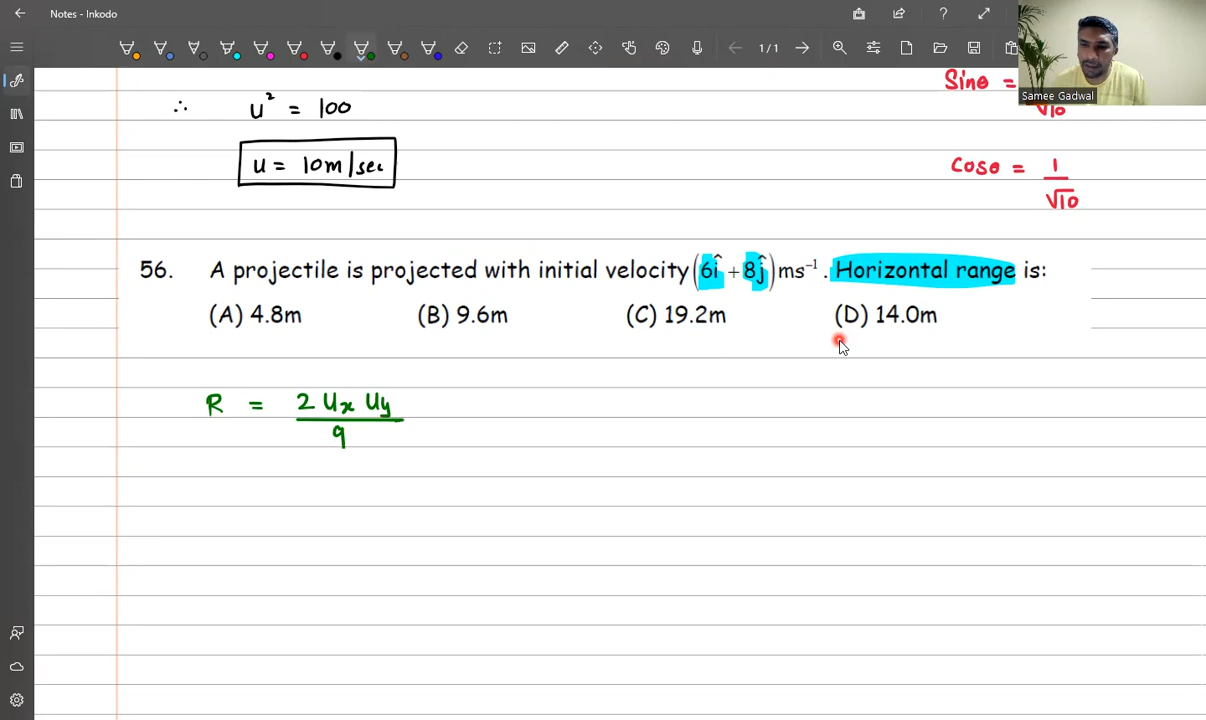 Notes - Inkodo
1/1
Samee Gadwal
∴ u² = 100
u = 10m/sec
Sinθ =
√10
Cosθ = 1/√10
56. A projectile is projected with initial velocity (6î + 8ĵ) ms⁻¹. Horizontal range is:
(A) 4.8m (B) 9.6m (C) 19.2m (D) 14.0m
R = 2 Ux Uy / g